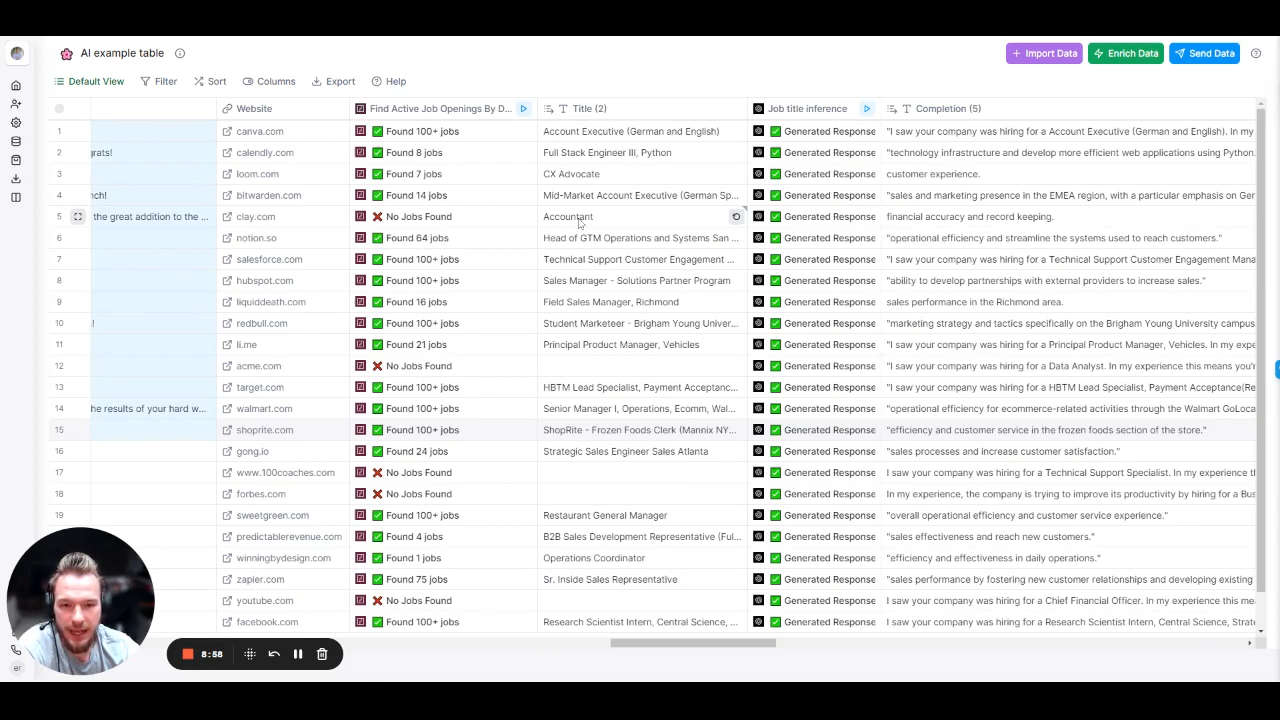 AI example table
Import Data Enrich Data Send Data
Default View Filter Sort Columns Export Help
Website Find Active Job Openings By D... Title (2) Job title inference Completion (5)
1 canva.com Found 100+ jobs Account Executive (German and English) Generated Response "I saw your company was hiring for a Account Executive (German and English). In my
2 grats! calendly.com Found 8 jobs Full Stack Engineer III, Python Generated Response "technology infrastructure and develop more efficient web applications using Python.
3 loom.com Found 7 jobs CX Advocate Generated Response customer experience.
4 nch! bitwarden.com Found 14 jobs Mid-Market Account Executive (German Sp... Generated Response "sales and marketing presence in the EMEA region, with a particular emphasis on Ger
5 the great addition to the ... clay.com No Jobs Found Accountant Generated Response financial accuracy and record keeping.
6 notion.so Found 64 jobs Head of GTM Operations and Systems San ... Generated Response "operational efficiency and streamline the systems used to reach customers."
7 salesforce.com Found 100+ jobs Technical Support Customer Engagement ... Generated Response "I saw your company was hiring for a Technical Support Customer Engagement Mana
8 hubspot.com Found 100+ jobs Sales Manager - Solutions Partner Program Generated Response "ability to develop partnerships with external providers to increase sales."
9 liquiddeath.com Found 16 jobs Field Sales Manager, Richmond Generated Response sales performance in the Richmond area.
10 ! redbull.com Found 100+ jobs Student Marketeer - Brigham Young Univer... Generated Response "marketing strategy and tactics specifically on the Brigham Young University campus
11 li.me Found 21 jobs Principal Product Manager, Vehicles Generated Response "I saw your company was hiring for a Principal Product Manager, Vehicles. In my expe
12 acme.com No Jobs Found Generated Response "I saw your company was hiring for a Data Analyst. In my experience this means you'r
13 target.com Found 100+ jobs HBTM Lead Specialist, Payment Acceptanc... Generated Response "I saw your company was hiring for a HBTM Lead Specialist, Payment Acceptance(Re
14 he results of your hard w... walmart.com Found 100+ jobs Senior Manager I, Operations, Ecomm, Wal... Generated Response "operational efficiency for ecommerce-related activities through the Walmart GoLoca
15 shoprite.com Found 100+ jobs ShopRite - Frozen Foods Clerk (Mannix NY... Generated Response "efficiency and customer service in the frozen foods section of the store."
16 gong.io Found 24 jobs Strategic Sales Engineer Sales Atlanta Generated Response "sales processes and increase customer satisfaction."
17 www.100coaches.com No Jobs Found Generated Response I saw your company was hiring for a Technical Support Specialist. In my experience th
18 forbes.com No Jobs Found Generated Response In my experience, the company is trying to improve its productivity by hiring for a Bus
19 sweetgreen.com Found 100+ jobs Restaurant General Manager Generated Response "overall operational efficiency and customer service experience."
predictablerevenue.com Found 4 jobs B2B Sales Development Representative (Ful... Generated Response "sales effectiveness and reach new customers."
winningbydesign.com Found 1 jobs Operations Coordinator Generated Response "efficiency and effectiveness in daily operations."
zapier.com Found 75 jobs Sr. Inside Sales Representative Generated Response "sales performance by fostering new customer relationships and developing existing
youtube.com No Jobs Found Generated Response I saw your company was hiring for a Chief Financial Officer. In my experience this mea
facebook.com Found 100+ jobs Research Scientist Intern, Central Science, ... Generated Response I saw your company was hiring for a Research Scientist Intern, Central Science, Strate
8:58
er